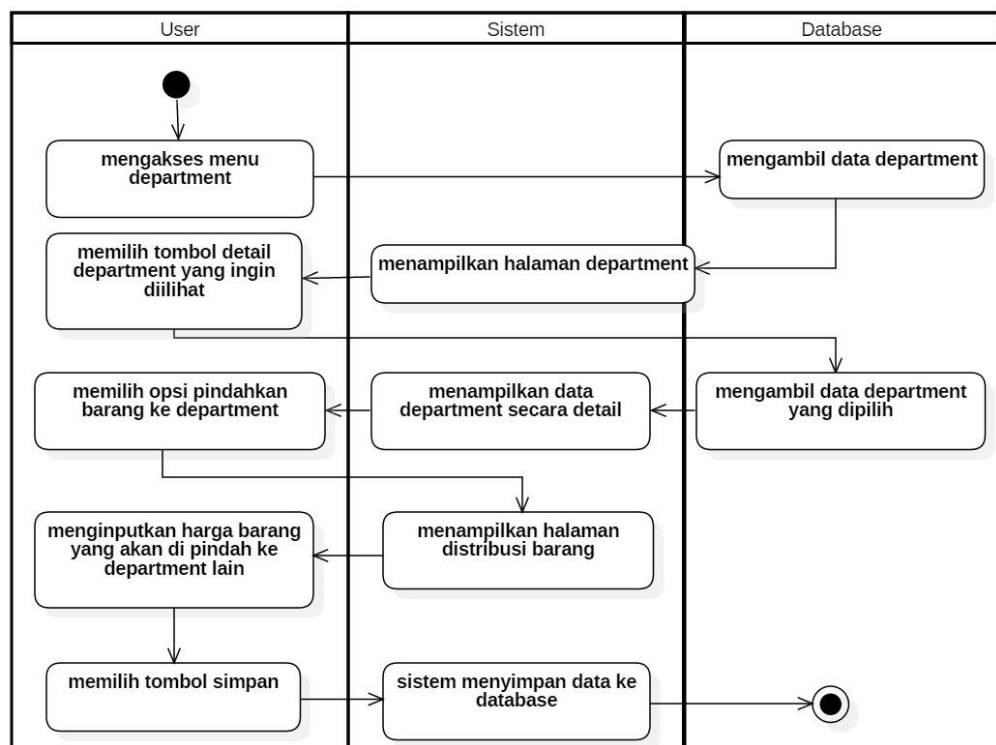 User
Sistem
Database
mengakses menu
department
mengambil data department
memilih tombol detail
department yang ingin
diilihat
menampilkan halaman department
memilih opsi pindahkan
barang ke department
menampilkan data
department secara detail
mengambil data department
yang dipilih
menginputkan harga barang
yang akan di pindah ke
department lain
menampilkan halaman
distribusi barang
memilih tombol simpan
sistem menyimpan data ke
database